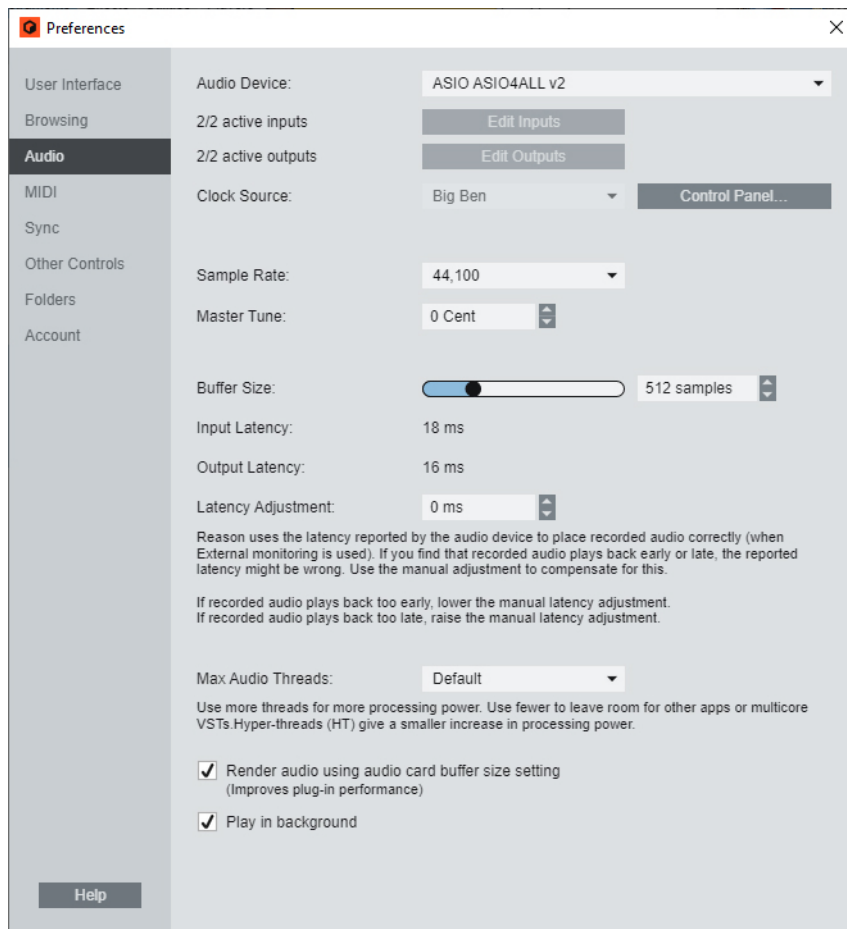 Preferences
User Interface
Browsing
Audio
MIDI
Sync
Other Controls
Folders
Account
Help
Audio Device: ASIO ASIO4ALL v2
2/2 active inputs Edit Inputs
2/2 active outputs Edit Outputs
Clock Source: Big Ben Control Panel...
Sample Rate: 44,100
Master Tune: 0 Cent
Buffer Size: 512 samples
Input Latency: 18 ms
Output Latency: 16 ms
Latency Adjustment: 0 ms
Reason uses the latency reported by the audio device to place recorded audio correctly (when
External monitoring is used). If you find that recorded audio plays back early or late, the reported
latency might be wrong. Use the manual adjustment to compensate for this.
If recorded audio plays back too early, lower the manual latency adjustment.
If recorded audio plays back too late, raise the manual latency adjustment.
Max Audio Threads: Default
Use more threads for more processing power. Use fewer to leave room for other apps or multicore
VSTs.Hyper-threads (HT) give a smaller increase in processing power.
Render audio using audio card buffer size setting
(Improves plug-in performance)
Play in background